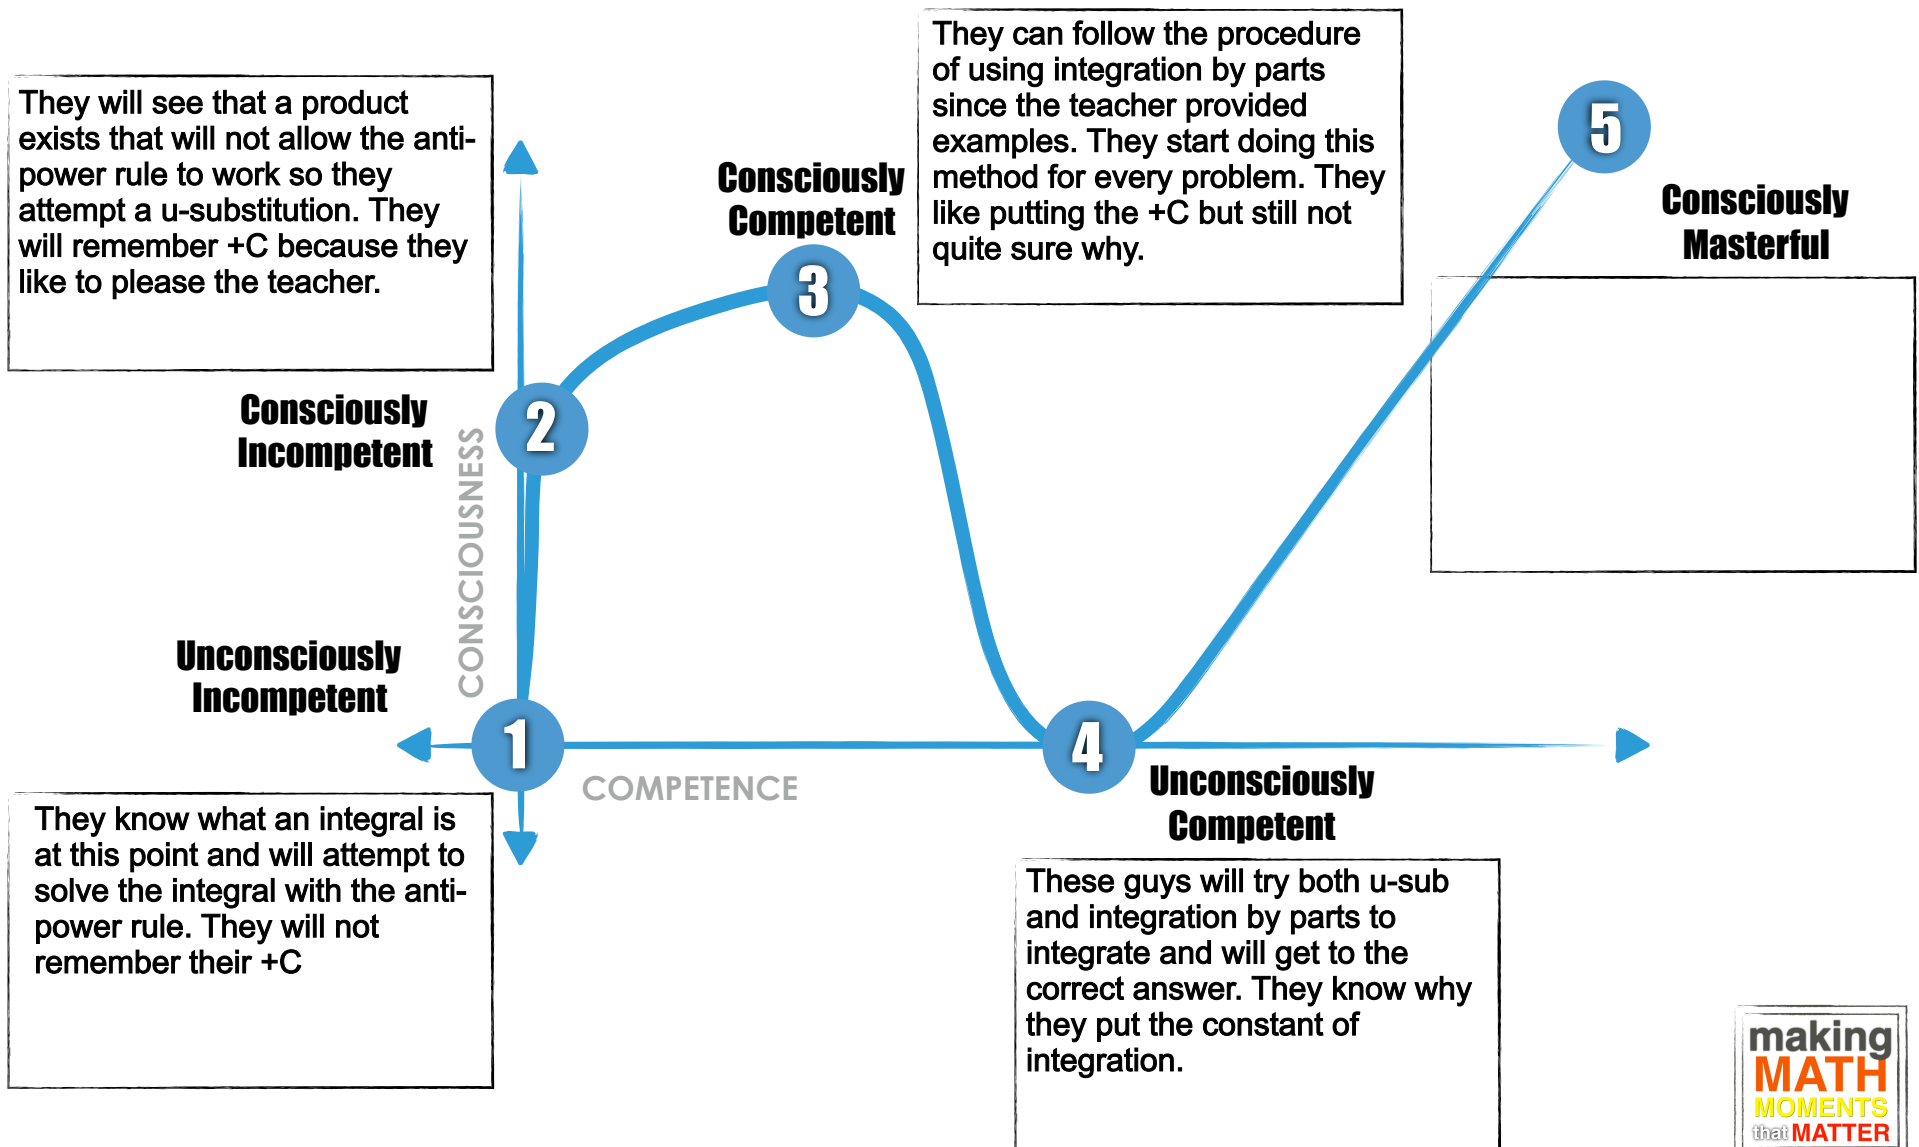 They will see that a product
exists that will not allow the anti-
power rule to work so they
attempt a u-substitution. They
will remember +C because they
like to please the teacher.
Consciously
Incompetent
2
CONSCIOUSNESS
Consciously
Competent
3
They can follow the procedure
of using integration by parts
since the teacher provided
examples. They start doing this
method for every problem. They
like putting the +C but still not
quite sure why.
5
Consciously
Masterful
Unconsciously
Incompetent
1
COMPETENCE
They know what an integral is
at this point and will attempt to
solve the integral with the anti-
power rule. They will not
remember their +C
4
Unconsciously
Competent
These guys will try both u-sub
and integration by parts to
integrate and will get to the
correct answer. They know why
they put the constant of
integration.
making
MATH
MOMENTS
that MATTER